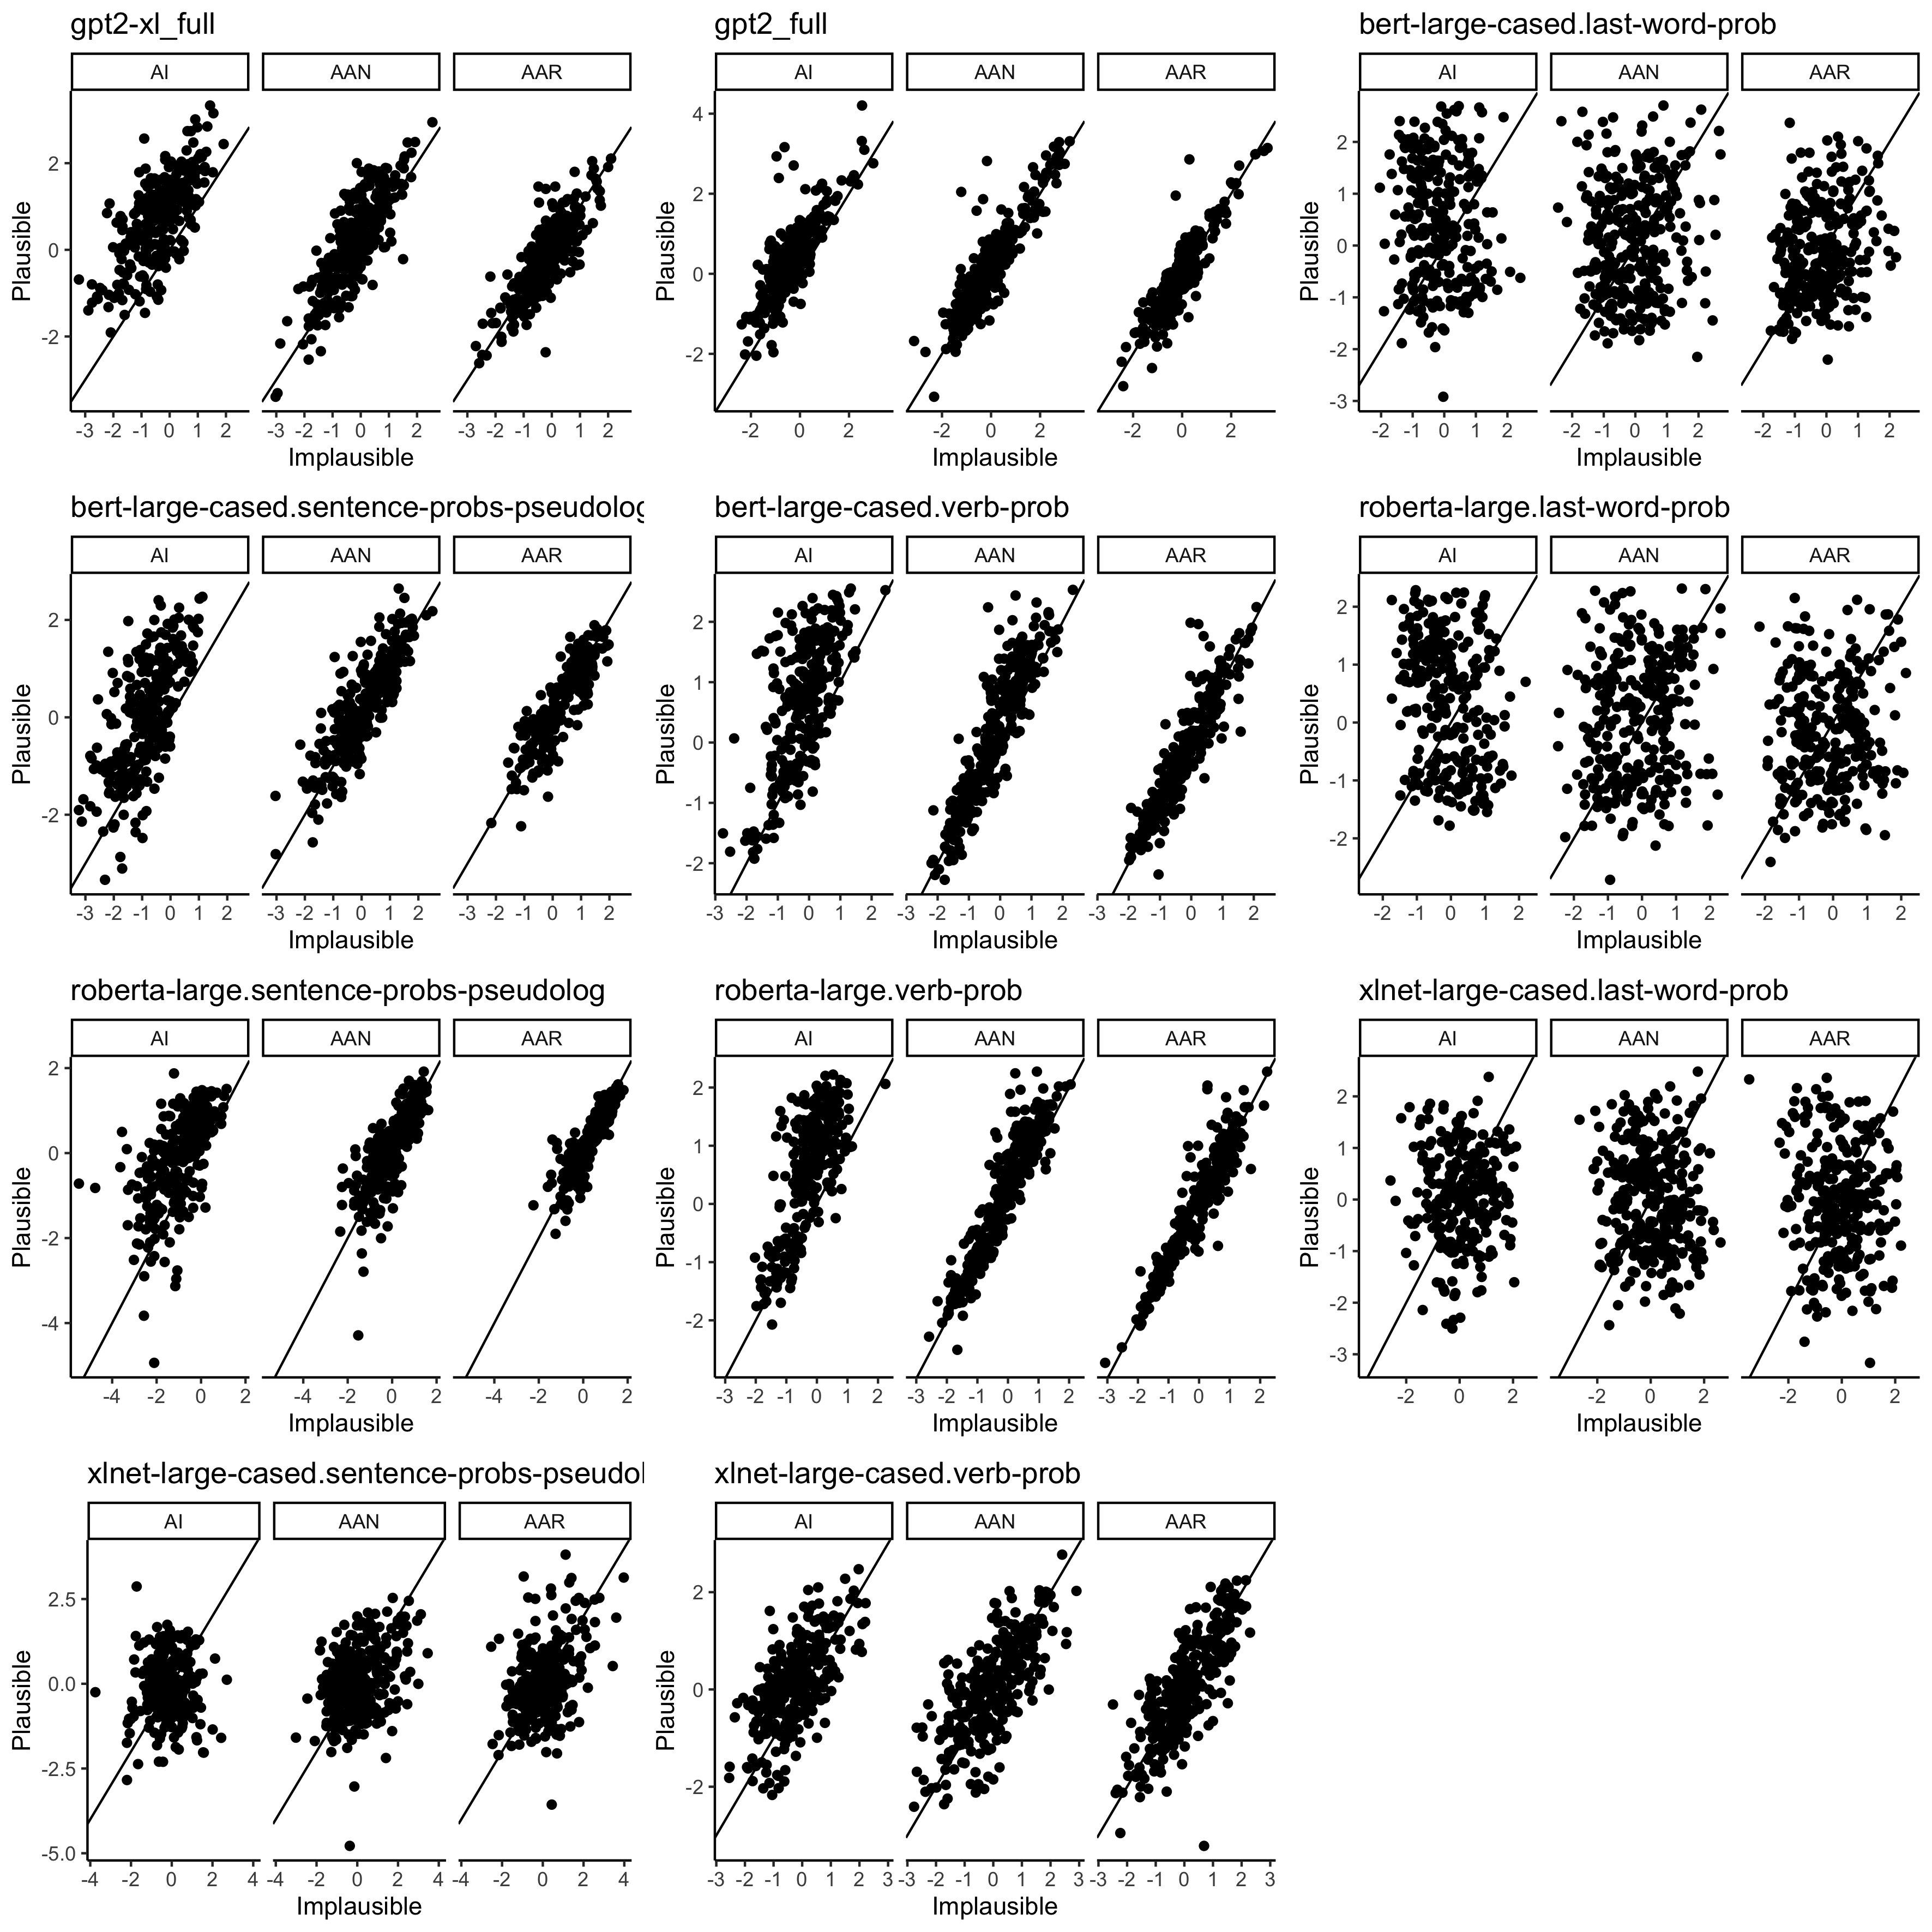 gpt2-xl_full
gpt2_full
bert-large-cased.last-word-prob
AI AAN AAR
AI AAN AAR
AI AAN AAR
2
0
-2
4
2
0
-2
2
1
0
-1
-2
-3
Plausible
Plausible
Plausible
-3 -2 -1 0 1 2 -3 -2 -1 0 1 2 -3 -2 -1 0 1 2
-2 0 2 -2 0 2 -2 0 2
-2 -1 0 1 2 -2 -1 0 1 2 -2 -1 0 1 2
Implausible
Implausible
Implausible
bert-large-cased.sentence-probs-pseudolog
bert-large-cased.verb-prob
roberta-large.last-word-prob
AI AAN AAR
AI AAN AAR
AI AAN AAR
2
0
-2
2
1
0
-1
-2
2
1
0
-1
-2
Plausible
Plausible
Plausible
-3 -2 -1 0 1 2 -3 -2 -1 0 1 2 -3 -2 -1 0 1 2
-3 -2 -1 0 1 2 -3 -2 -1 0 1 2 -3 -2 -1 0 1 2
-2 -1 0 1 2 -2 -1 0 1 2 -2 -1 0 1 2
Implausible
Implausible
Implausible
roberta-large.sentence-probs-pseudolog
roberta-large.verb-prob
xlnet-large-cased.last-word-prob
AI AAN AAR
AI AAN AAR
AI AAN AAR
2
0
-2
-4
2
1
0
-1
-2
2
1
0
-1
-2
-3
Plausible
Plausible
Plausible
-4 -2 0 2 -4 -2 0 2 -4 -2 0 2
-3 -2 -1 0 1 2 -3 -2 -1 0 1 2 -3 -2 -1 0 1 2
-2 0 2 -2 0 2 -2 0 2
Implausible
Implausible
Implausible
xlnet-large-cased.sentence-probs-pseudol
xlnet-large-cased.verb-prob
AI AAN AAR
AI AAN AAR
2.5
0.0
-2.5
-5.0
2
0
-2
Plausible
Plausible
-4 -2 0 2 4 -4 -2 0 2 4 -4 -2 0 2 4
-3 -2 -1 0 1 2 3 -3 -2 -1 0 1 2 3 -3 -2 -1 0 1 2 3
Implausible
Implausible